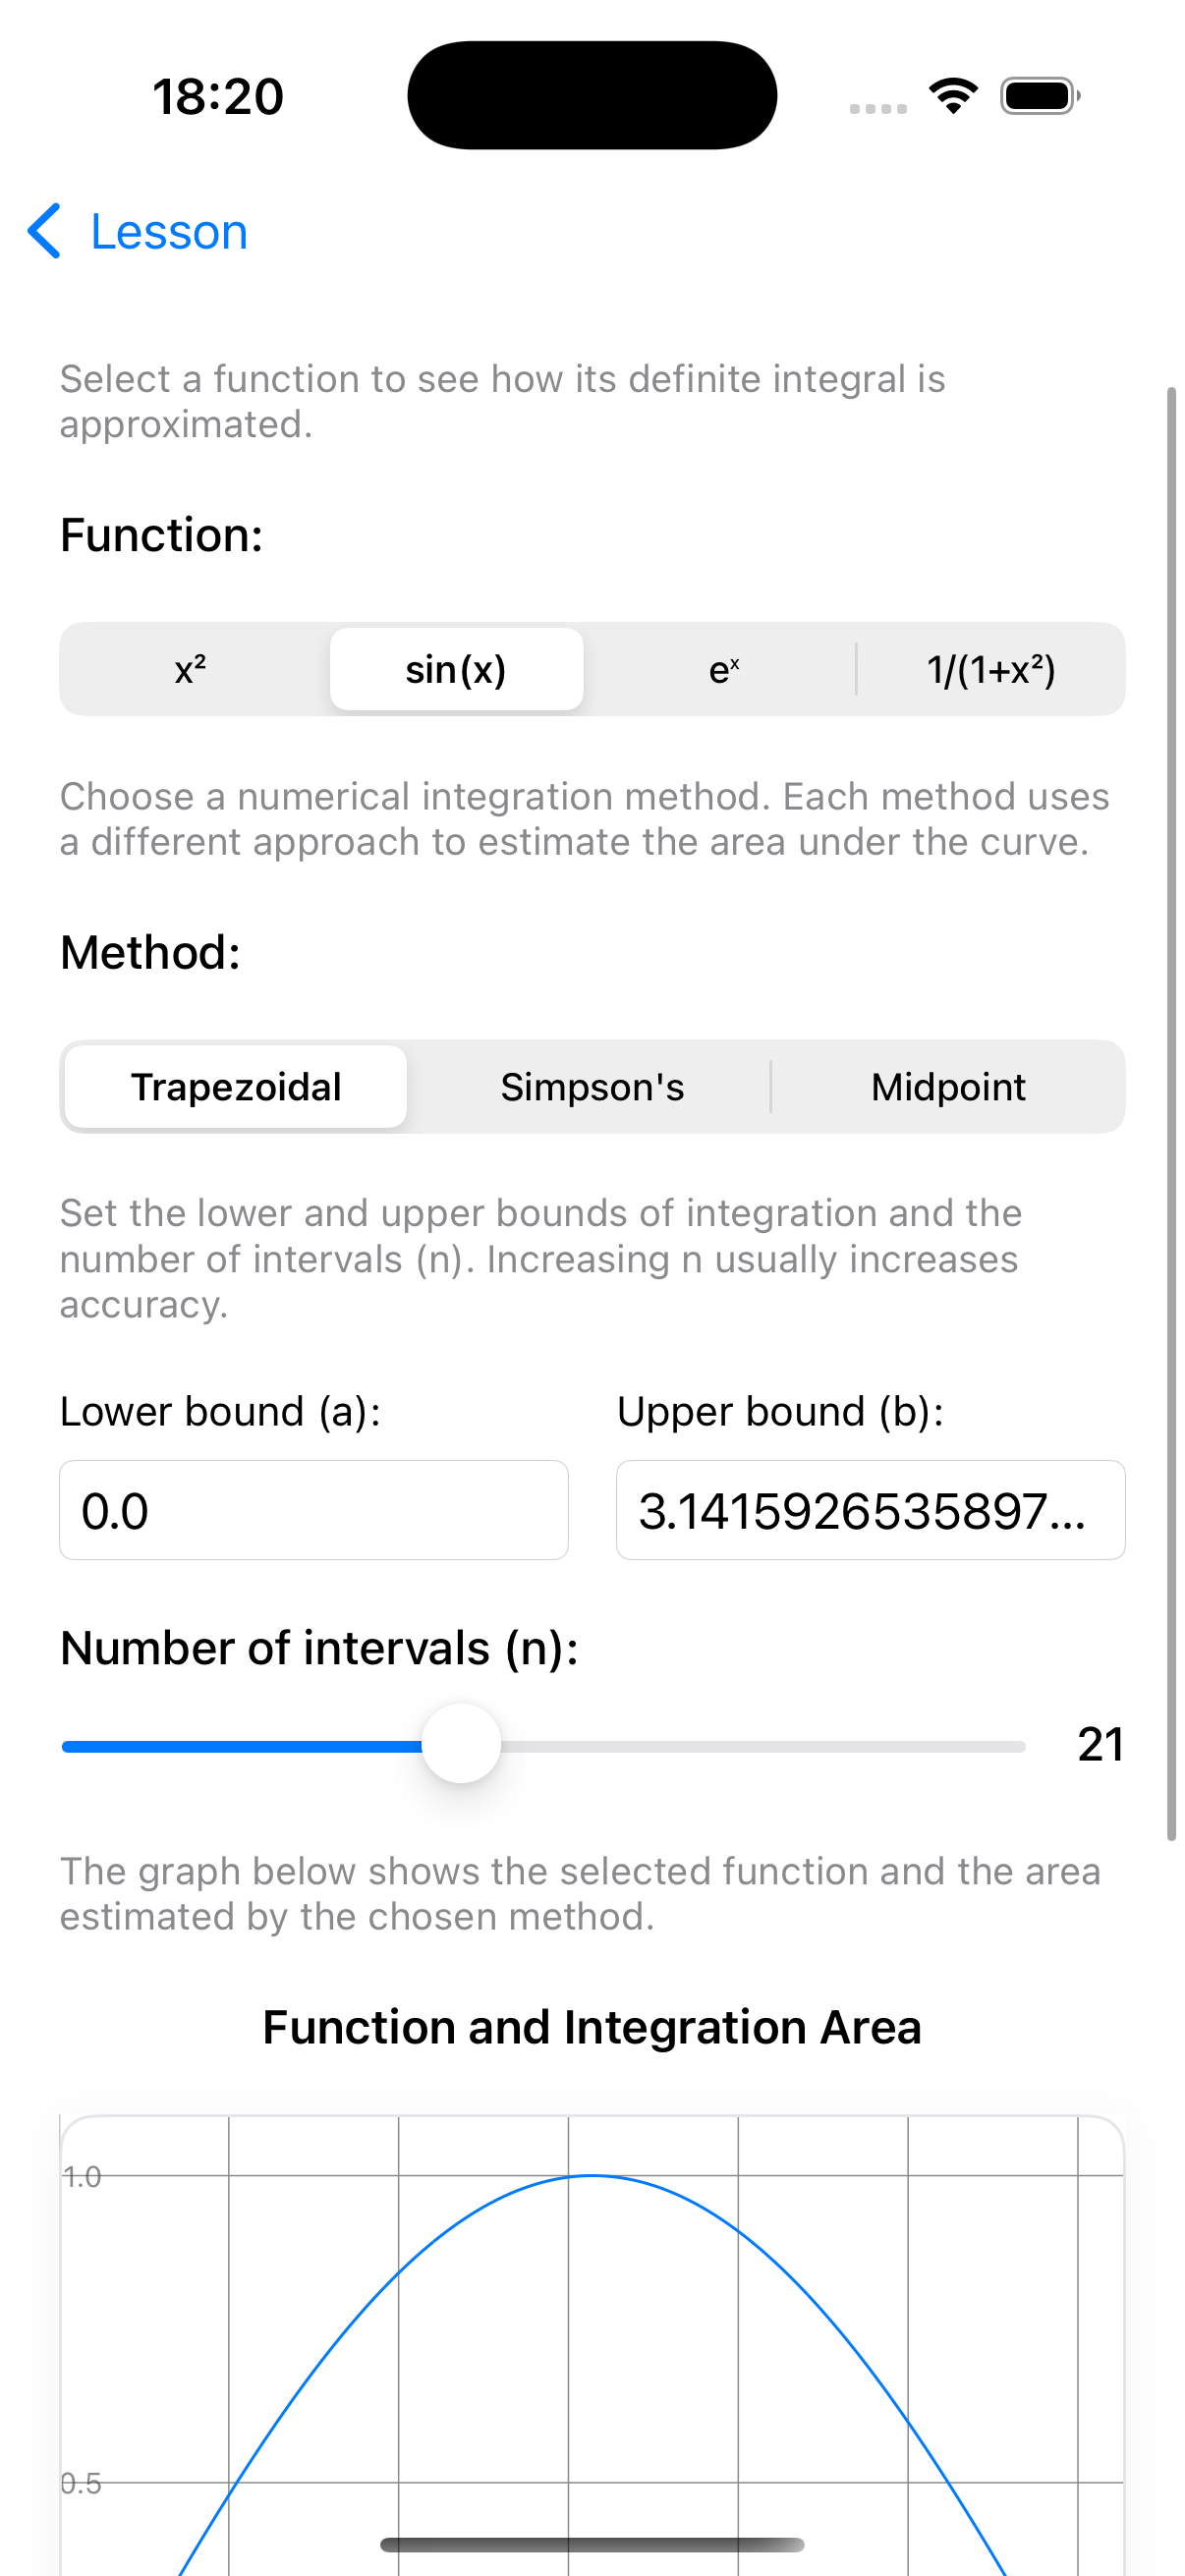 18:20
Lesson
Select a function to see how its definite integral is
approximated.
Function:
x²
sin(x)
eˣ
1/(1+x²)
Choose a numerical integration method. Each method uses
a different approach to estimate the area under the curve.
Method:
Trapezoidal
Simpson's
Midpoint
Set the lower and upper bounds of integration and the
number of intervals (n). Increasing n usually increases
accuracy.
Lower bound (a):
Upper bound (b):
0.0
3.1415926535897...
Number of intervals (n):
21
The graph below shows the selected function and the area
estimated by the chosen method.
Function and Integration Area
1.0
0.5